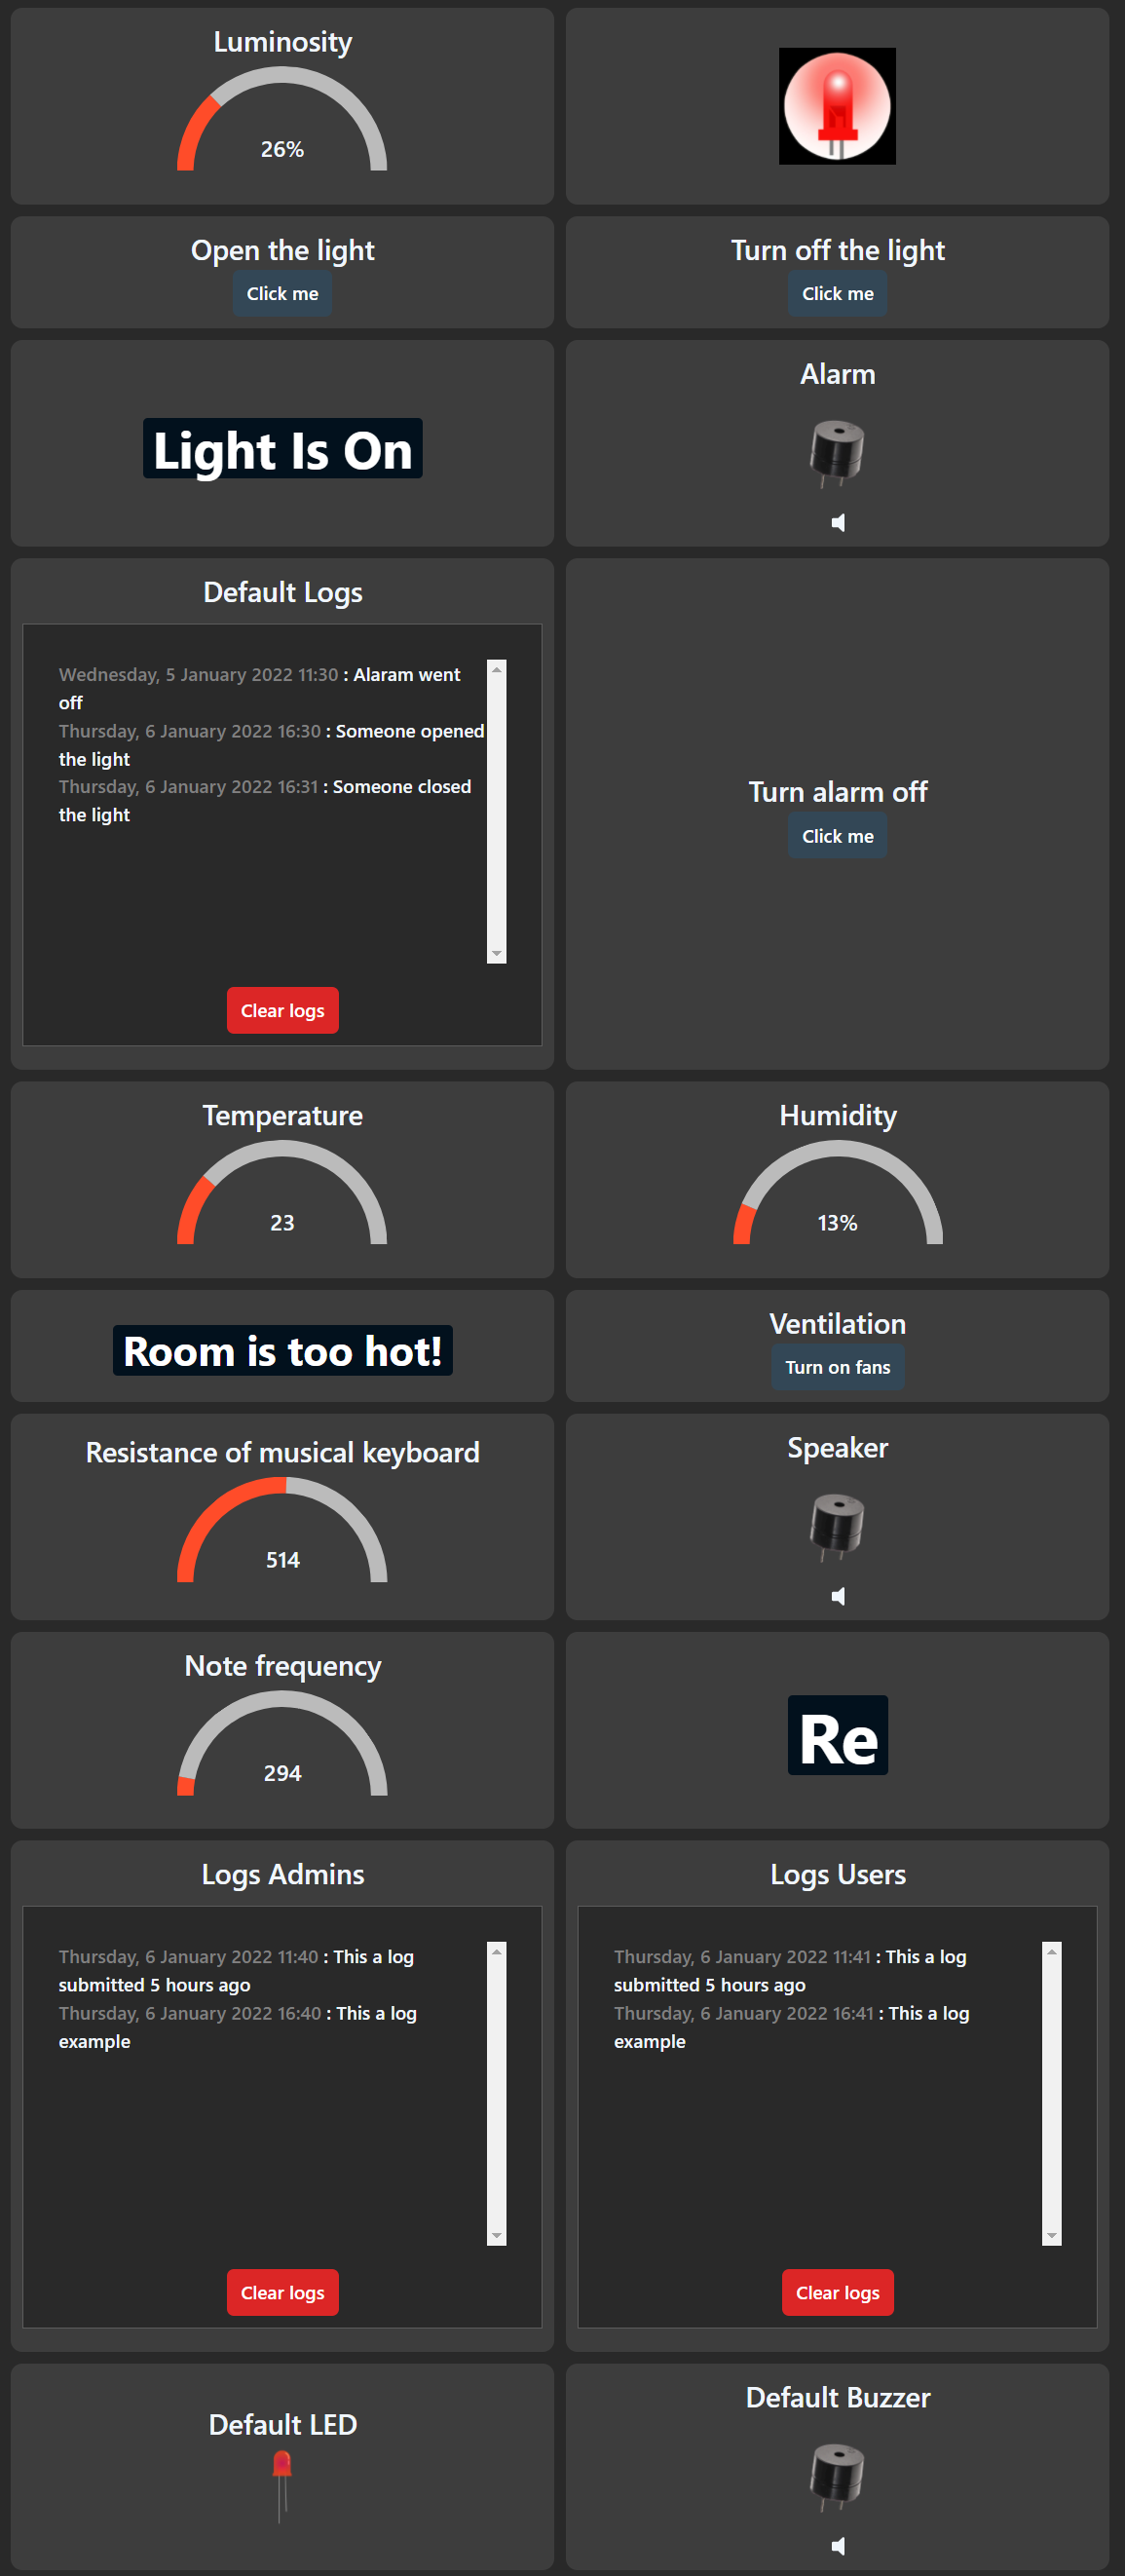 Luminosity
26%
Open the light
Click me
Turn off the light
Click me
Light Is On
Alarm
Default Logs
Wednesday, 5 January 2022 11:30 : Alaram went
off
Thursday, 6 January 2022 16:30 : Someone opened
the light
Thursday, 6 January 2022 16:31 : Someone closed
the light
Clear logs
Turn alarm off
Click me
Temperature
23
Humidity
13%
Room is too hot!
Ventilation
Turn on fans
Resistance of musical keyboard
514
Speaker
Note frequency
294
Re
Logs Admins
Thursday, 6 January 2022 11:40 : This a log
submitted 5 hours ago
Thursday, 6 January 2022 16:40 : This a log
example
Clear logs
Logs Users
Thursday, 6 January 2022 11:41 : This a log
submitted 5 hours ago
Thursday, 6 January 2022 16:41 : This a log
example
Clear logs
Default LED
Default Buzzer